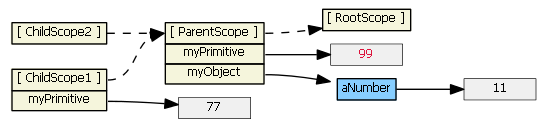 [ ChildScope2 ]
[ ParentScope ]
[ RootScope ]
myPrimitive
99
myObject
aNumber
11
[ ChildScope1 ]
myPrimitive
77